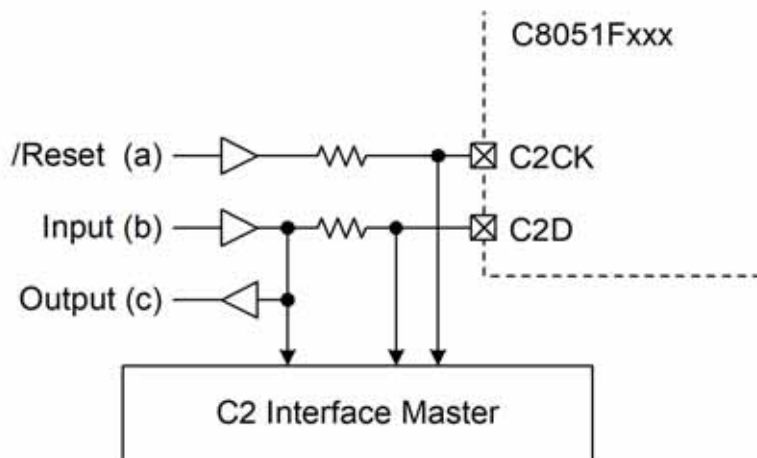 C8051Fxxx
/Reset (a)
C2CK
Input (b)
C2D
Output (c)
C2 Interface Master